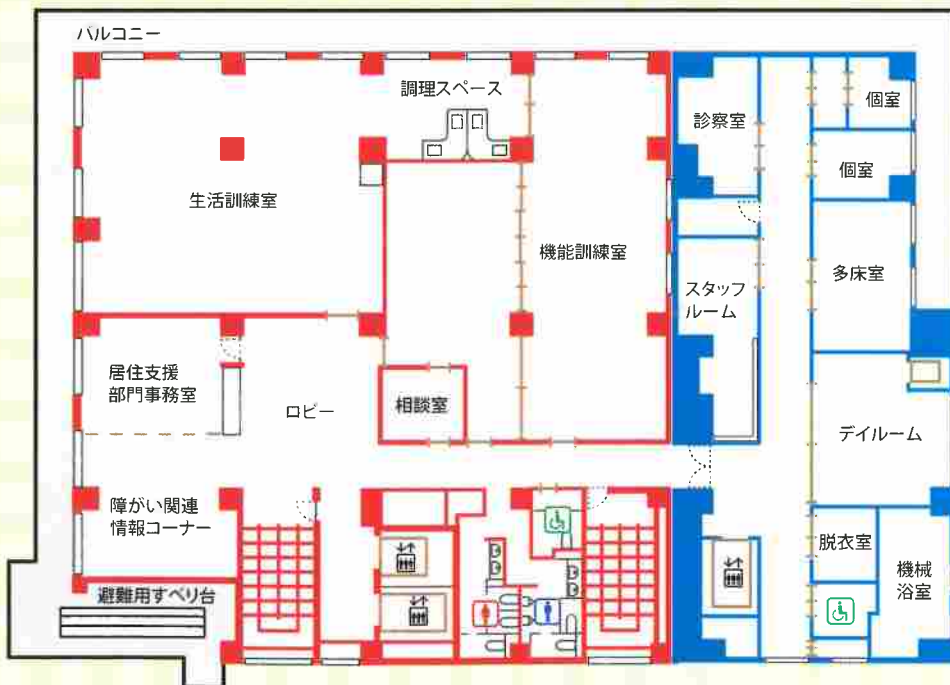 バルコニー
調理スペース
診察室
個室
個室
生活訓練室
機能訓練室
多床室
スタッフ
ルーム
居住支援
部門事務室
ロビー
相談室
デイルーム
障がい関連
情報コーナー
脱衣室
機械
浴室
避難用すべり台